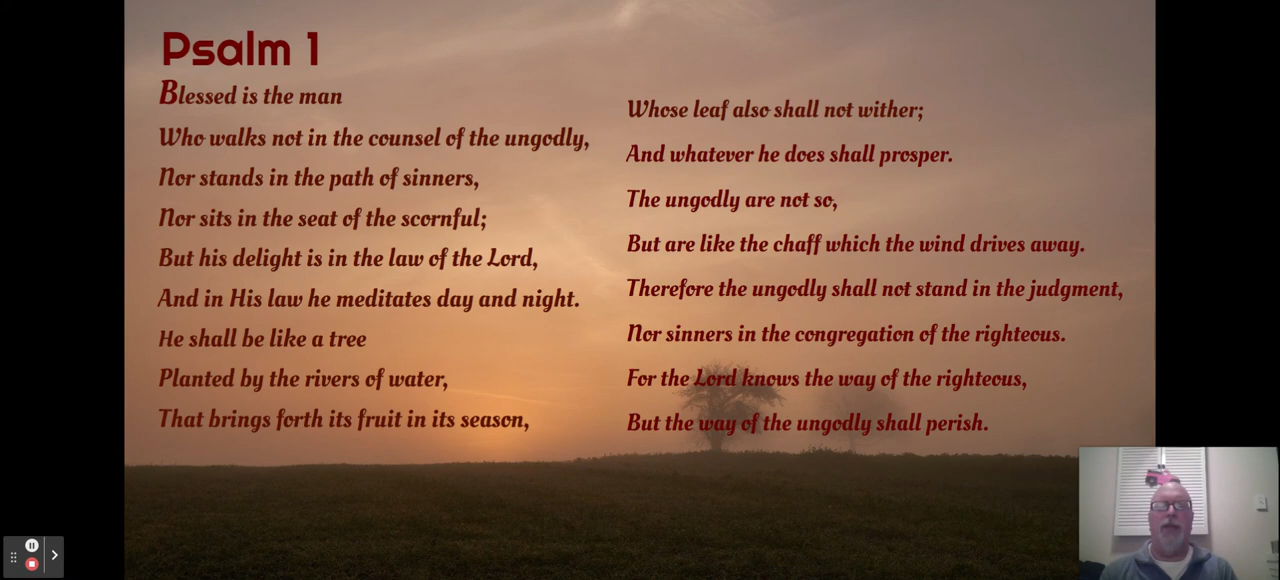 Psalm 1
Blessed is the man
Who walks not in the counsel of the ungodly,
Nor stands in the path of sinners,
Nor sits in the seat of the scornful;
But his delight is in the law of the Lord,
And in His law he meditates day and night.
He shall be like a tree
Planted by the rivers of water,
That brings forth its fruit in its season,
Whose leaf also shall not wither;
And whatever he does shall prosper.
The ungodly are not so,
But are like the chaff which the wind drives away.
Therefore the ungodly shall not stand in the judgment,
Nor sinners in the congregation of the righteous.
For the Lord knows the way of the righteous,
But the way of the ungodly shall perish.